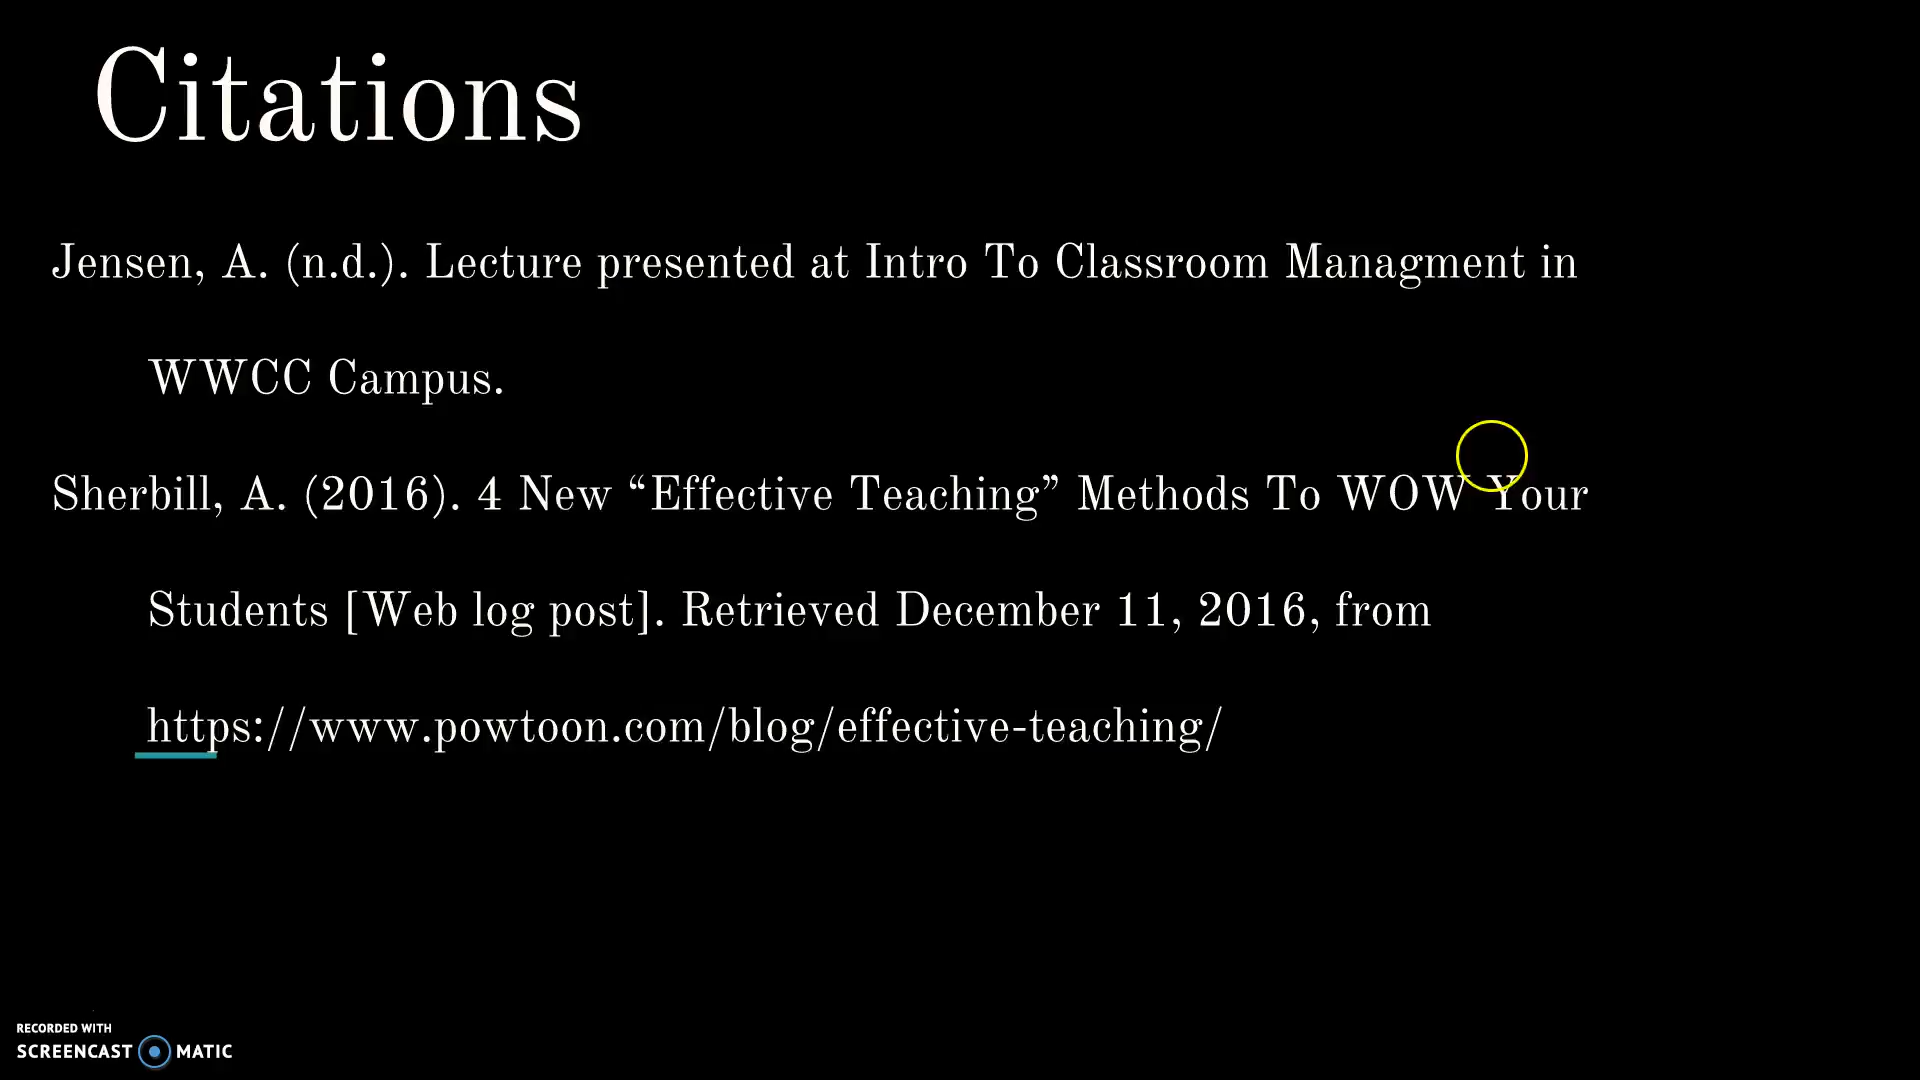 Citations
Jensen, A. (n.d.). Lecture presented at Intro To Classroom Managment in
WWCC Campus.
Sherbill, A. (2016). 4 New “Effective Teaching” Methods To WOW Your
Students [Web log post]. Retrieved December 11, 2016, from
https://www.powtoon.com/blog/effective-teaching/
RECORDED WITH
SCREENCAST MATIC